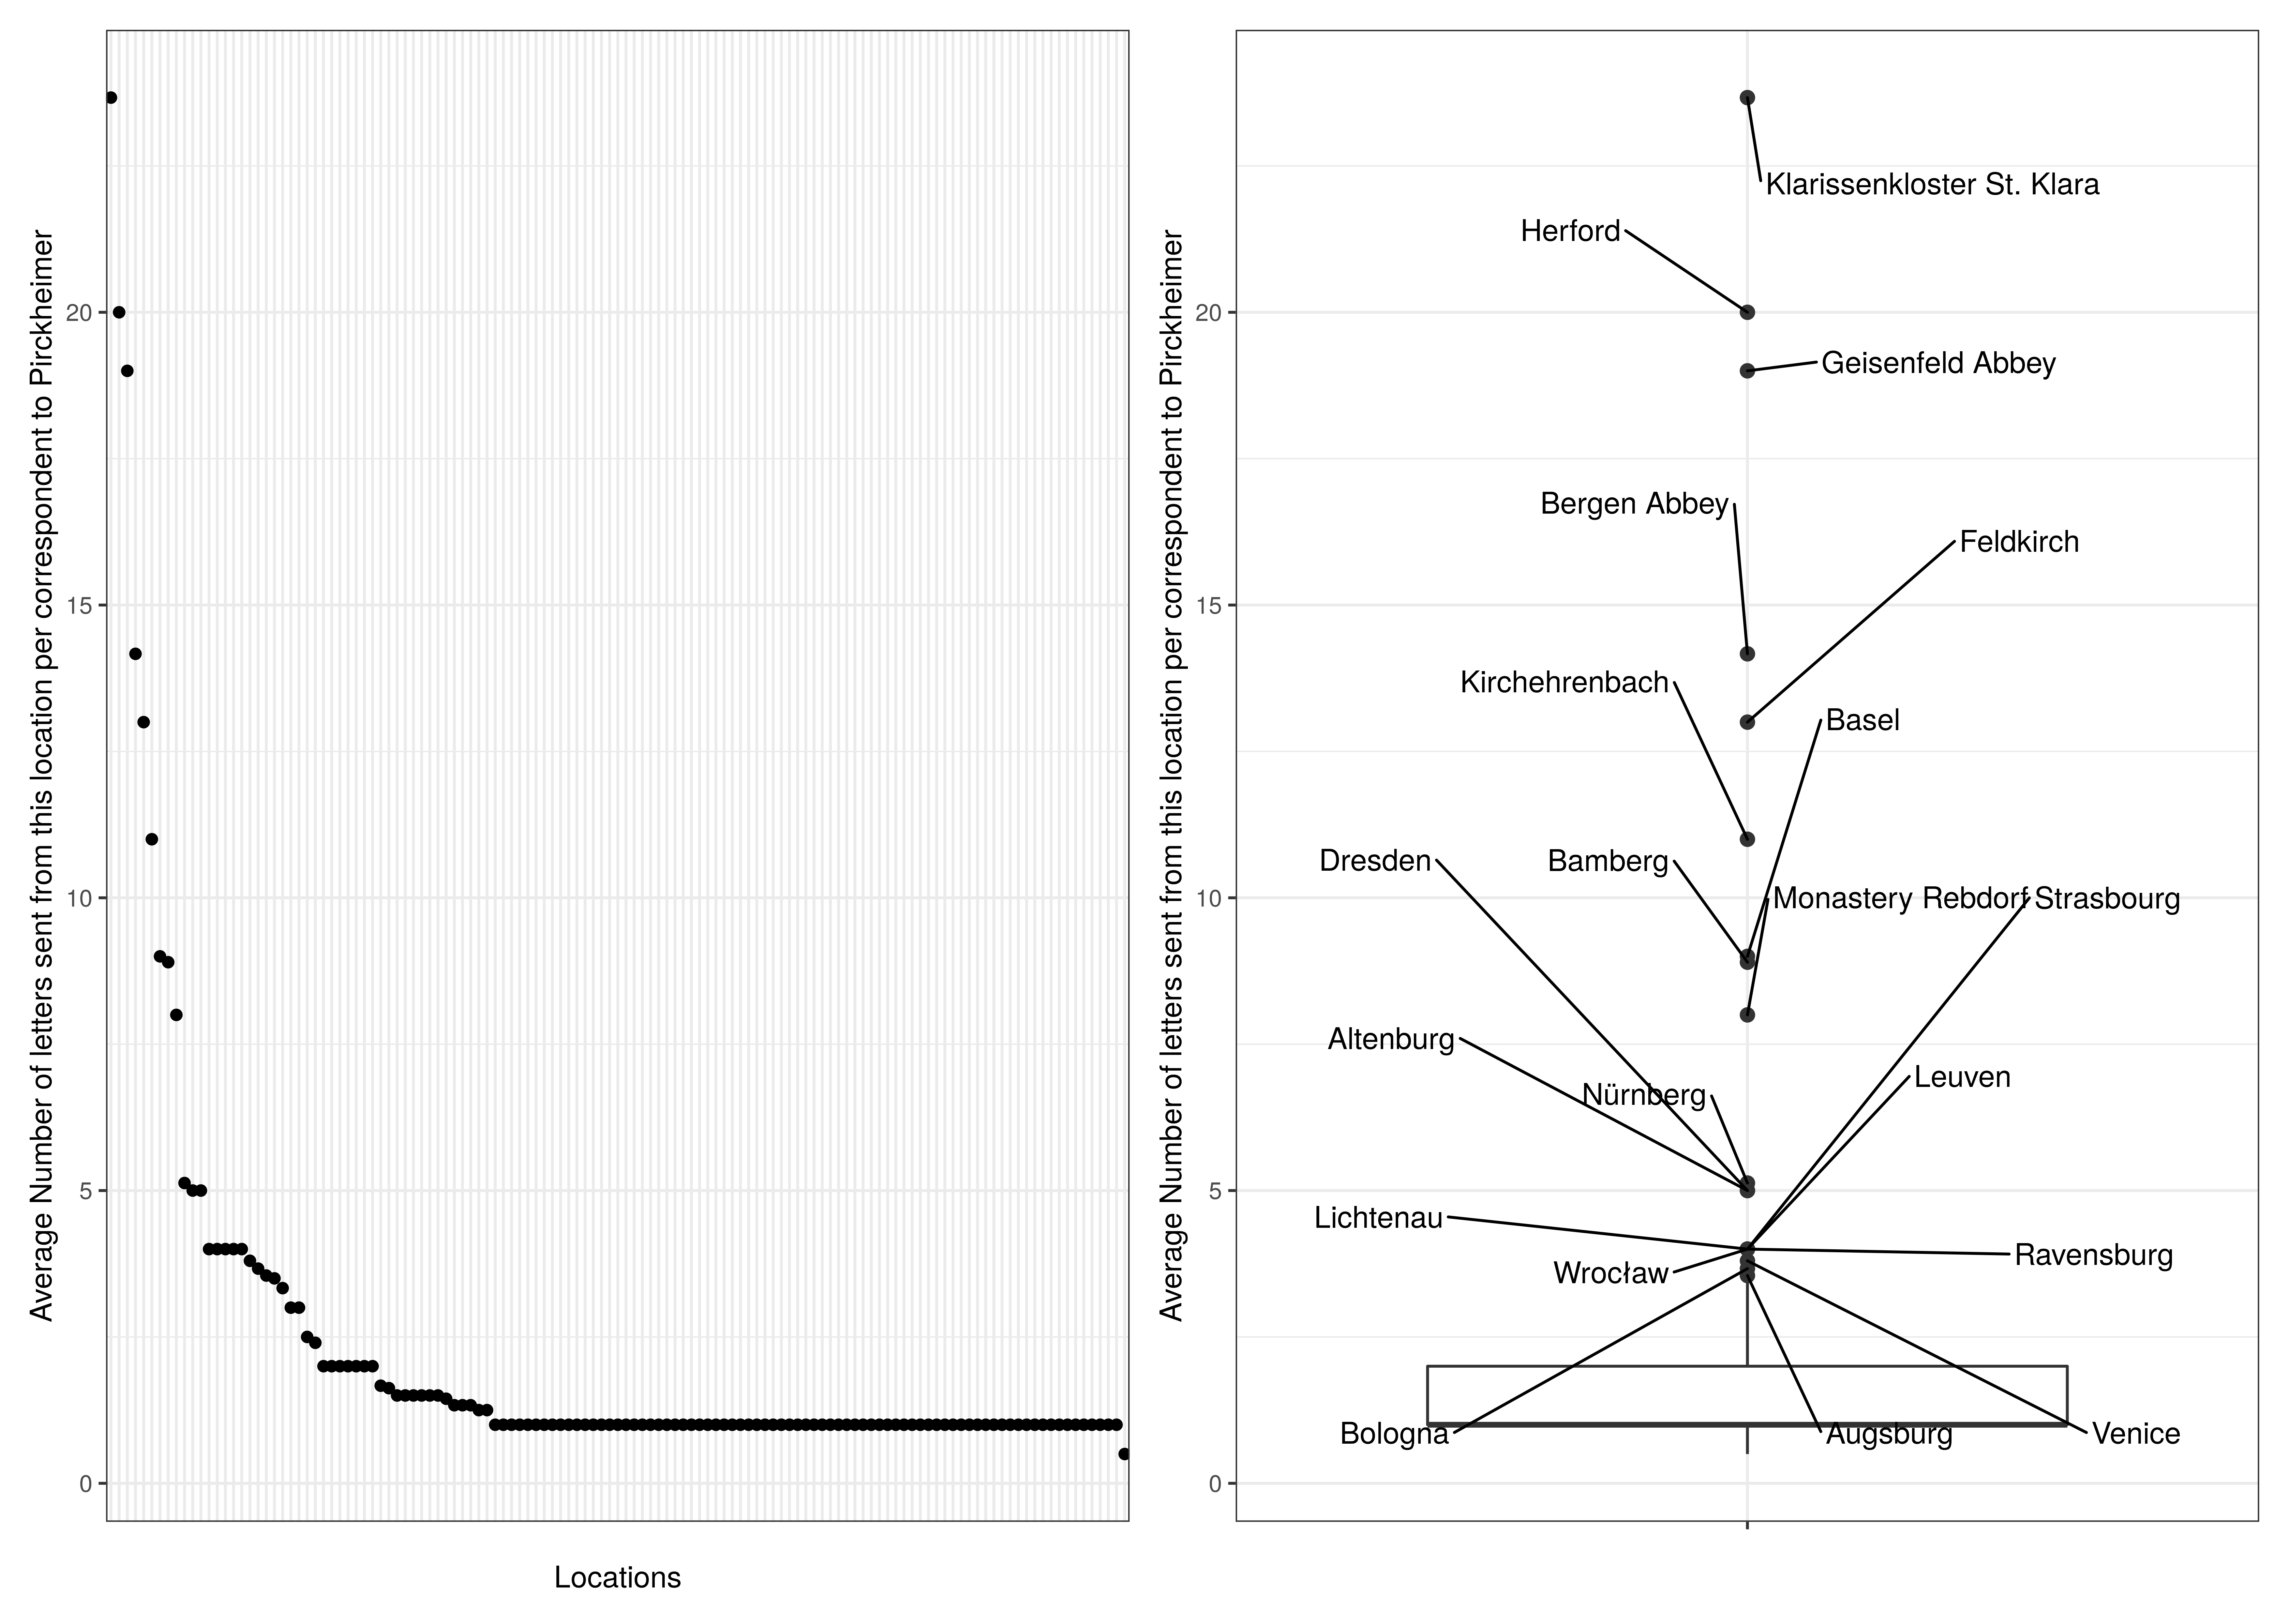 Average Number of letters sent from this location per correspondent to Pirckheimer
20
15
10
5
0
Locations
Average Number of letters sent from this location per correspondent to Pirckheimer
20
15
10
5
0
Klarissenkloster St. Klara
Herford
Geisenfeld Abbey
Bergen Abbey
Feldkirch
Kirchehrenbach
Basel
Dresden
Bamberg
Monastery Rebdorf
Strasbourg
Altenburg
Leuven
Nürnberg
Lichtenau
Ravensburg
Wrocław
Bologna
Augsburg
Venice